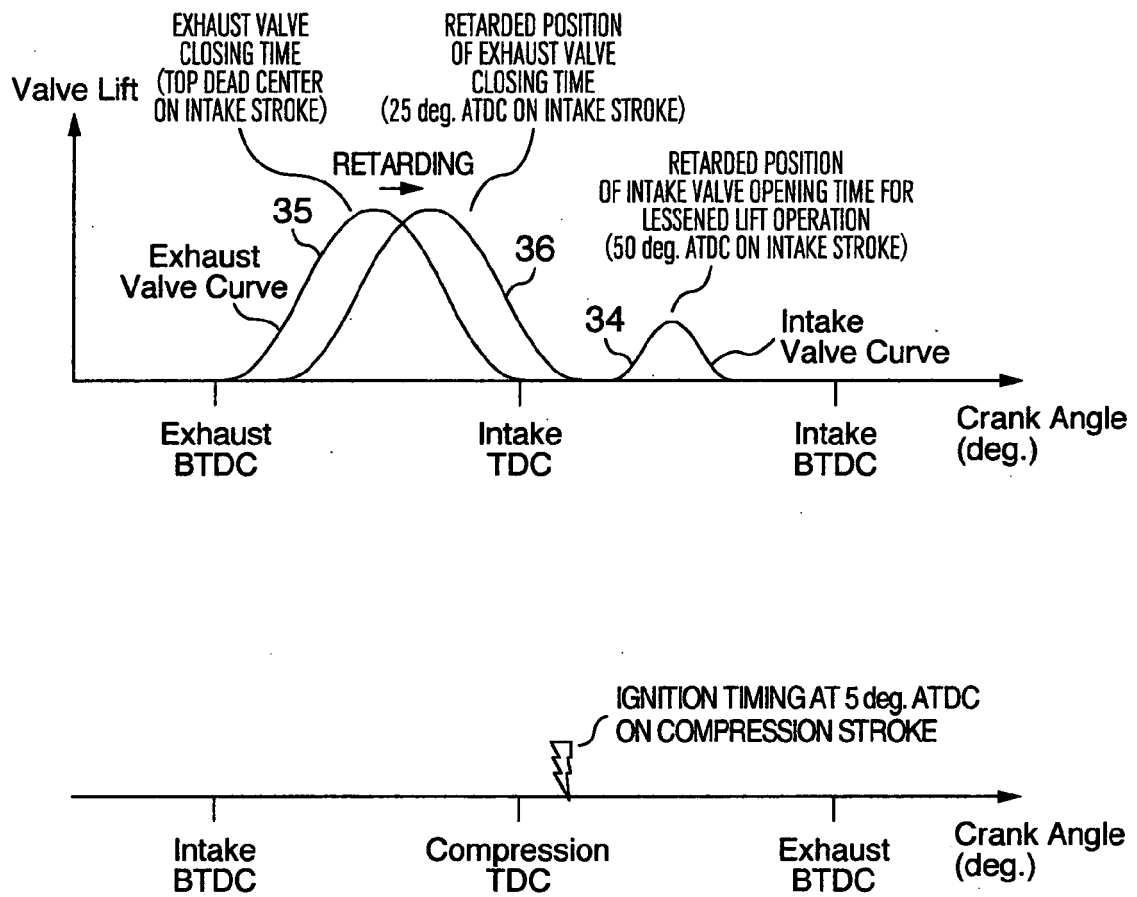 EXHAUST VALVE
CLOSING TIME
(TOP DEAD CENTER
ON INTAKE STROKE)
RETARDED POSITION
OF EXHAUST VALVE
CLOSING TIME
(25 deg. ATDC ON INTAKE STROKE)
Valve Lift
RETARDING
RETARDED POSITION
OF INTAKE VALVE OPENING TIME FOR
LESSENED LIFT OPERATION
(50 deg. ATDC ON INTAKE STROKE)
35
Exhaust
Valve Curve
36
34
Intake
Valve Curve
Exhaust
BTDC
Intake
TDC
Intake
BTDC
Crank Angle
(deg.)
IGNITION TIMING AT 5 deg. ATDC
ON COMPRESSION STROKE
Intake
BTDC
Compression
TDC
Exhaust
BTDC
Crank Angle
(deg.)